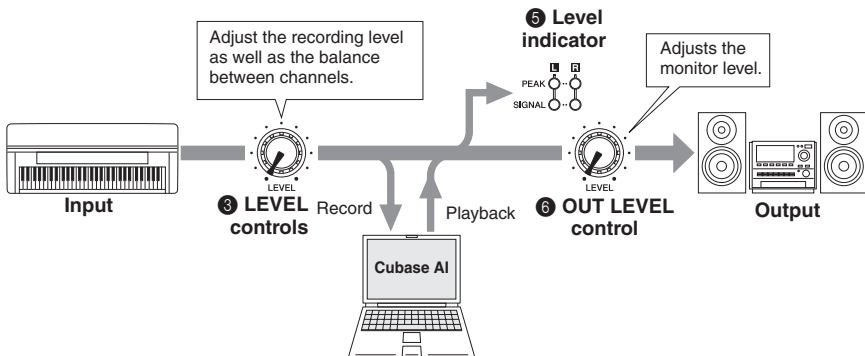 Adjust the recording level
as well as the balance
between channels.
❺ Level
indicator
L R
PEAK
SIGNAL
Adjusts the
monitor level.
Input
LEVEL
❸ LEVEL
controls
Record
Playback
Cubase AI
LEVEL
❻ OUT LEVEL
control
Output